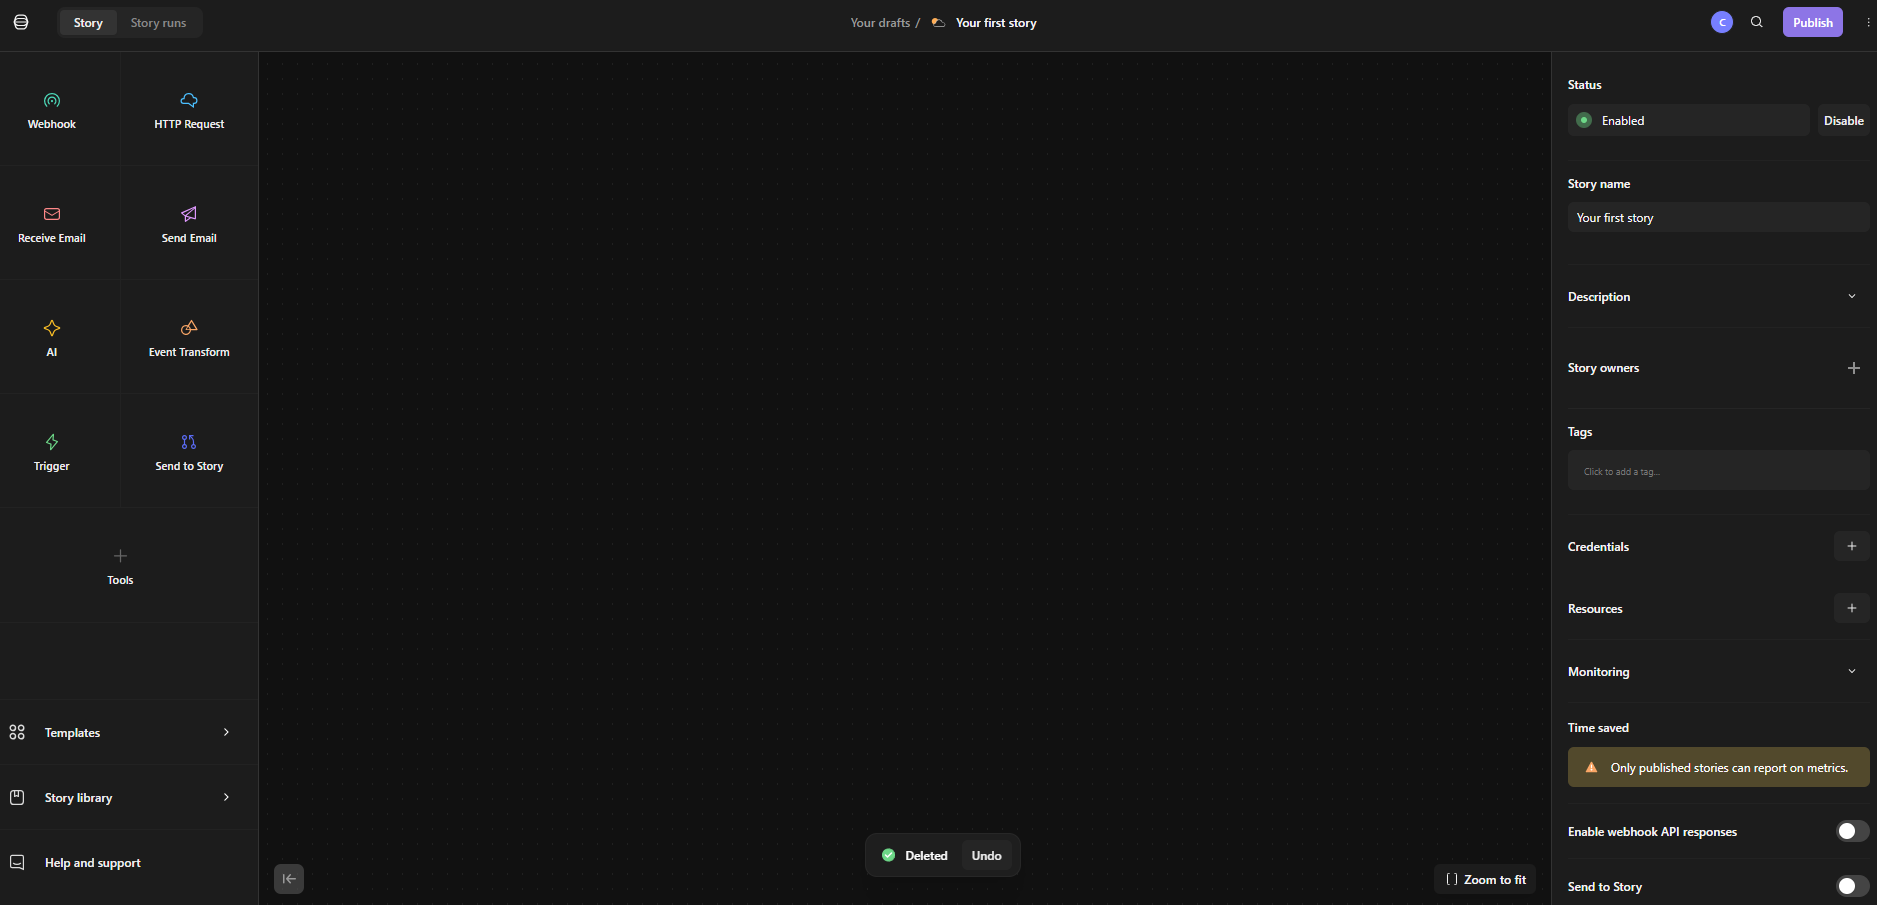 Story
Story runs
Your drafts /
Your first story
C
Publish
Webhook
HTTP Request
Receive Email
Send Email
AI
Event Transform
Trigger
Send to Story
Tools
Templates
Story library
Help and support
Deleted
Undo
Zoom to fit
Status
Enabled
Disable
Story name
Your first story
Description
Story owners
Tags
Click to add a tag...
Credentials
Resources
Monitoring
Time saved
Only published stories can report on metrics.
Enable webhook API responses
Send to Story